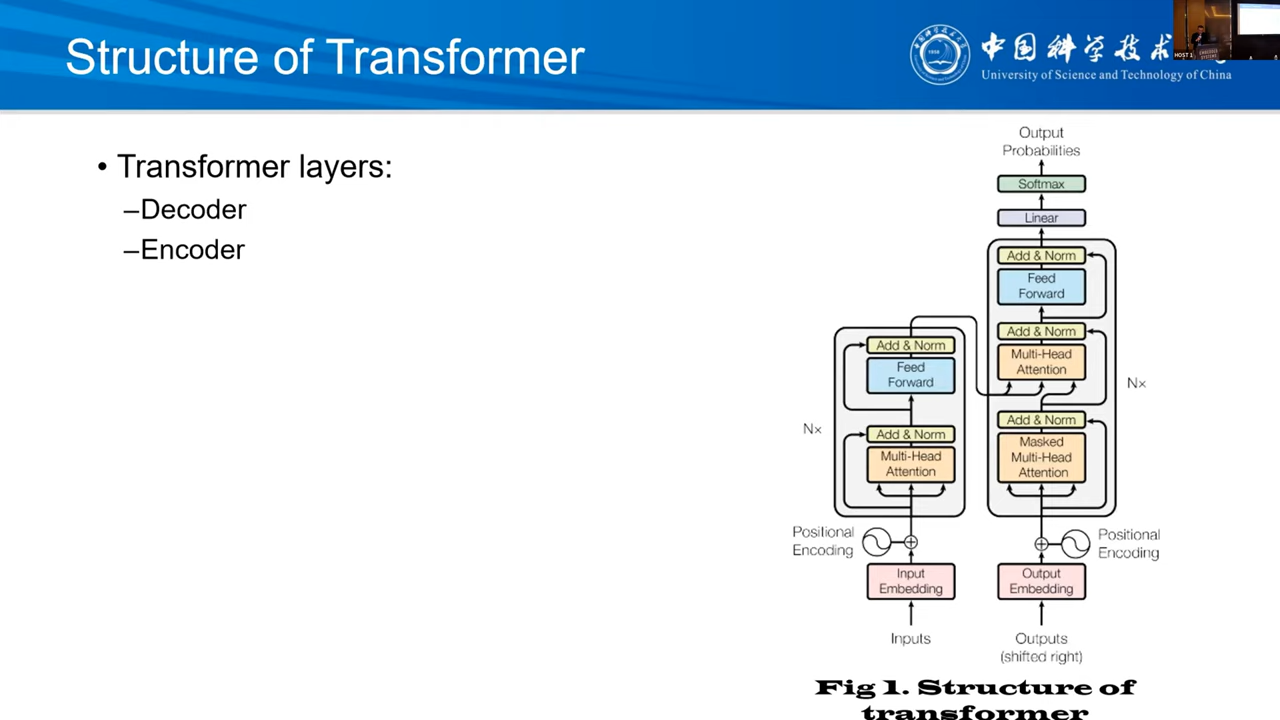 Structure of Transformer
中国科学技术
University of Science and Technology of China
1958
HOST 1
• Transformer layers:
–Decoder
–Encoder
Output
Probabilities
Softmax
Linear
Add & Norm
Feed
Forward
Add & Norm
Multi-Head
Attention
Add & Norm
Masked
Multi-Head
Attention
N×
Add & Norm
Feed
Forward
Add & Norm
Multi-Head
Attention
N×
Positional
Encoding
Positional
Encoding
Input
Embedding
Output
Embedding
Inputs
Outputs
(shifted right)
Fig 1. Structure of
transformer